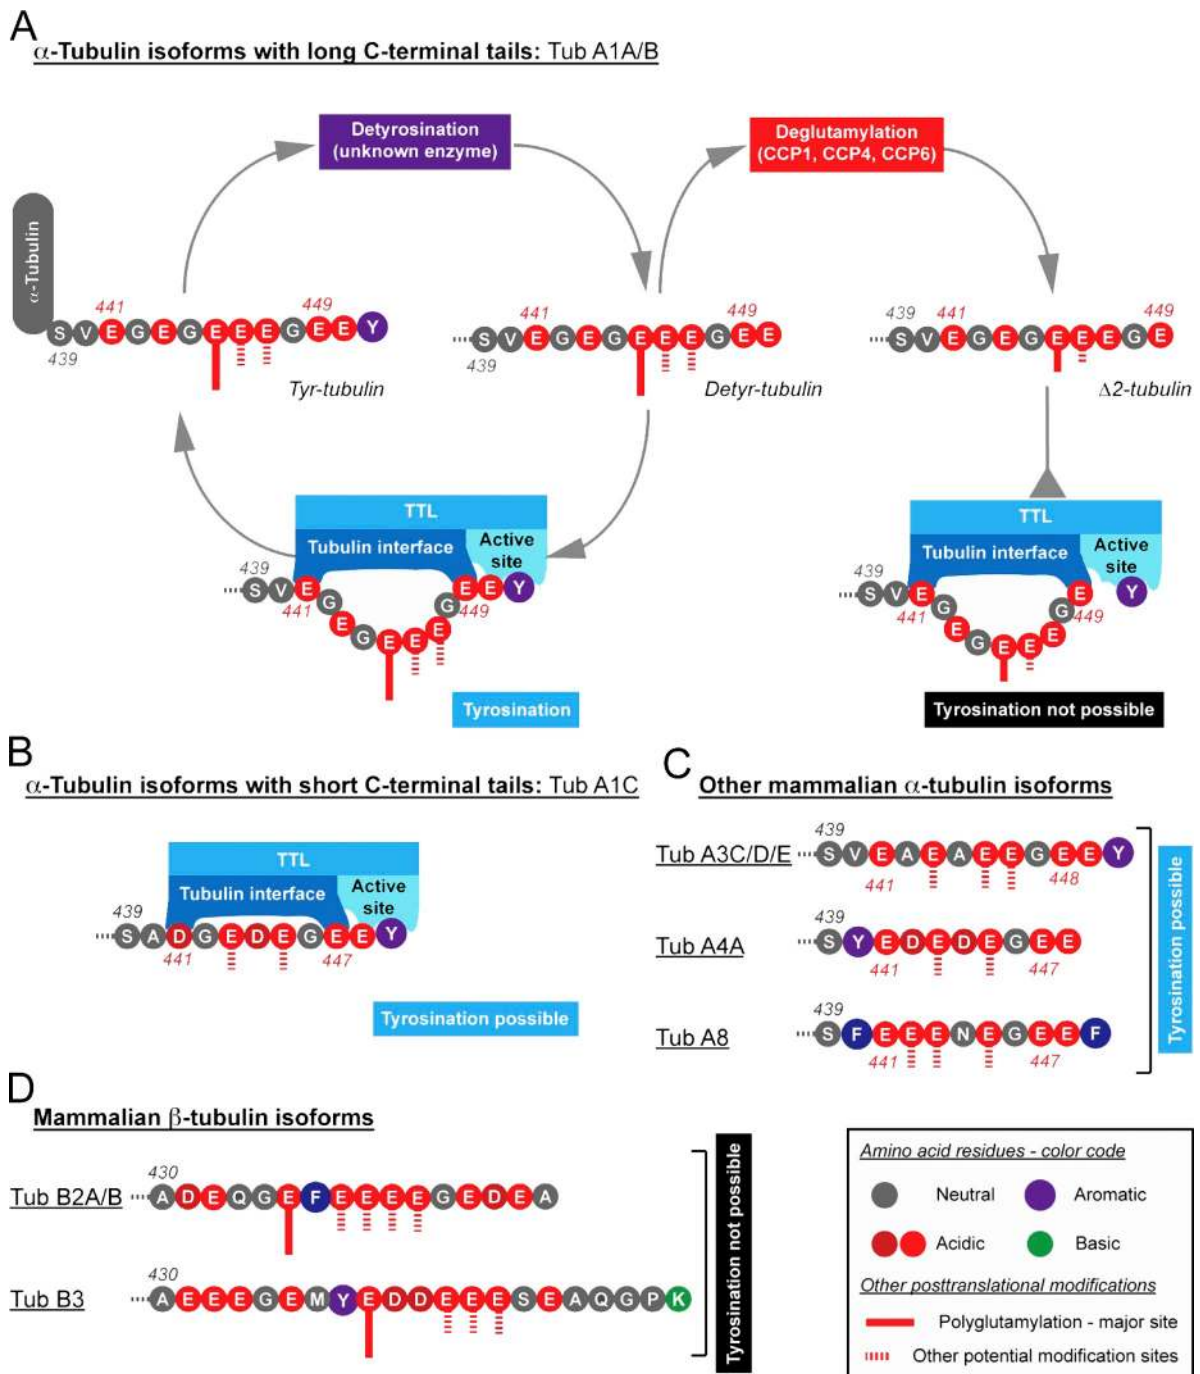 A
α-Tubulin isoforms with long C-terminal tails: Tub A1A/B
Detyrosination
(unknown enzyme)
Deglutamylation
(CCP1, CCP4, CCP6)
α-Tubulin
441
449
S V E G E G E E E G E E Y
439
Tyr-tubulin
441
449
S V E G E G E E E G E E
439
Detyr-tubulin
439
441
449
S V E G E G E E E G E
Δ2-tubulin
TTL
Tubulin interface
Active
site
439
S V E G E G E E E G E E Y
441
449
Tyrosination
TTL
Tubulin interface
Active
site
439
S V E G E G E E E G E Y
441
449
Tyrosination not possible
B
α-Tubulin isoforms with short C-terminal tails: Tub A1C
TTL
Tubulin interface
Active
site
439
S A D G E D E G E E Y
441
447
Tyrosination possible
C
Other mammalian α-tubulin isoforms
439
Tub A3C/D/E
S V E A E A E E G E E Y
441
448
439
Tub A4A
S Y E D E D E G E E
441
447
439
Tub A8
S F E E E N E G E E F
441
447
Tyrosination possible
D
Mammalian β-tubulin isoforms
430
Tub B2A/B
A D E Q G E F E E E E G E D E A
430
Tub B3
A E E E G E M Y E D D E E E S E A Q G P K
Tyrosination not possible
Amino acid residues - color code
Neutral
Aromatic
Acidic
Basic
Other posttranslational modifications
Polyglutamylation - major site
Other potential modification sites